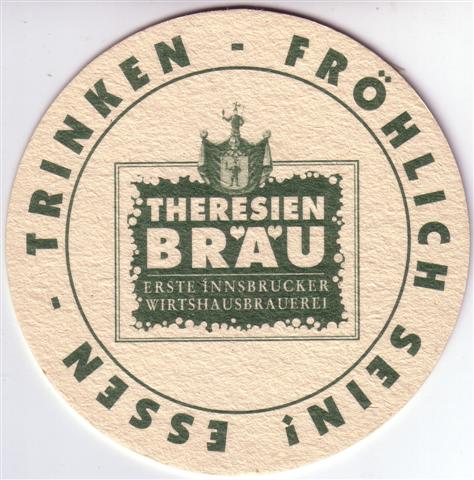 ESSEN - TRINKEN - FRÖHLICH SEIN!
THERESIEN
BRÄU
ERSTE INNSBRUCKER
WIRTSHAUSBRAUEREI